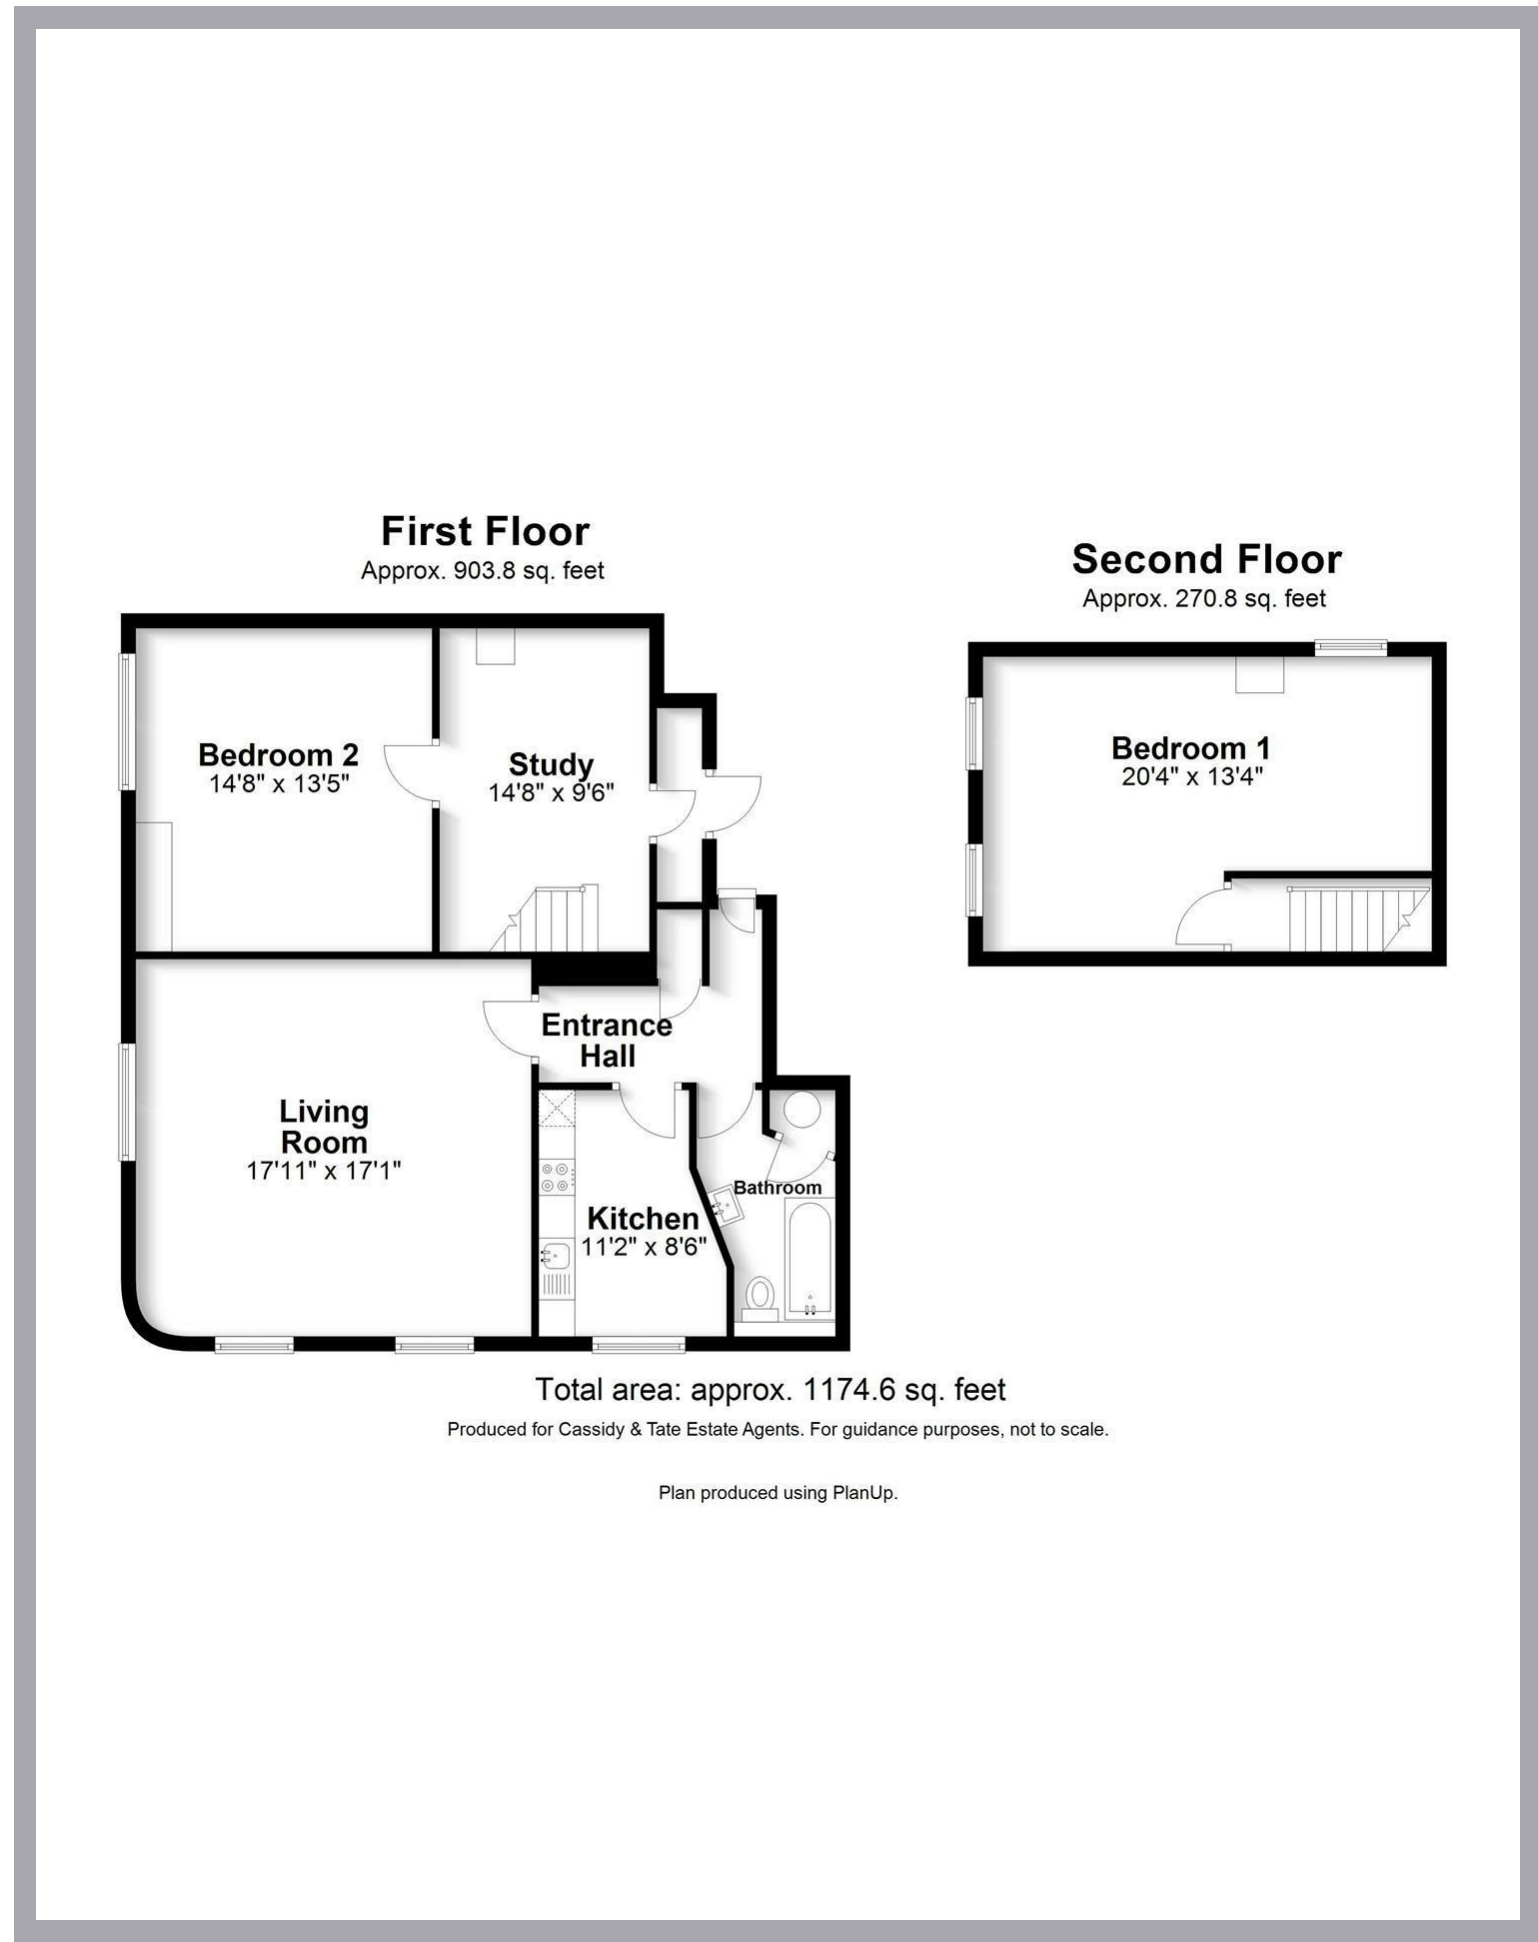 First Floor
Approx. 903.8 sq. feet
Second Floor
Approx. 270.8 sq. feet
Bedroom 2
14'8" x 13'5"
Study
14'8" x 9'6"
Bedroom 1
20'4" x 13'4"
Entrance
Hall
Living
Room
17'11" x 17'1"
Kitchen
11'2" x 8'6"
Bathroom
Total area: approx. 1174.6 sq. feet
Produced for Cassidy & Tate Estate Agents. For guidance purposes, not to scale.
Plan produced using PlanUp.